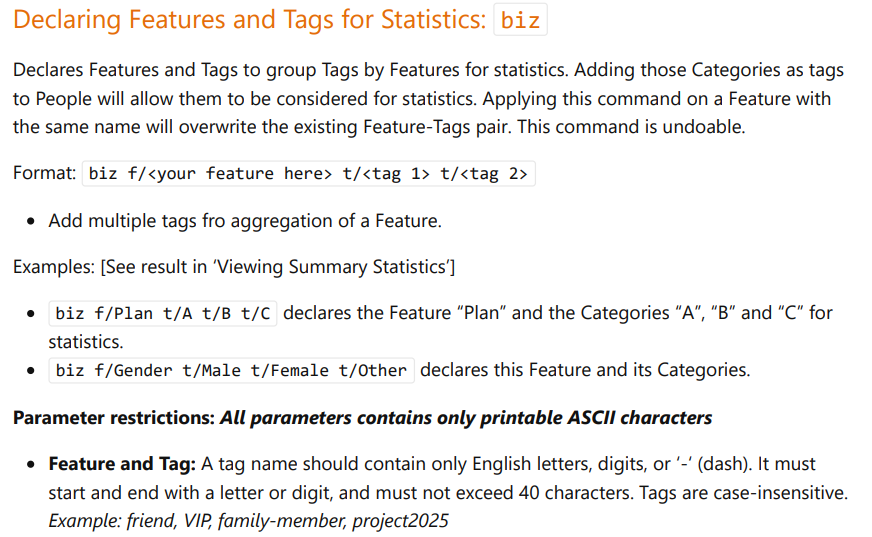 Declaring Features and Tags for Statistics: biz
Declares Features and Tags to group Tags by Features for statistics. Adding those Categories as tags
to People will allow them to be considered for statistics. Applying this command on a Feature with
the same name will overwrite the existing Feature-Tags pair. This command is undoable.
Format: biz f/<your feature here> t/<tag 1> t/<tag 2>
• Add multiple tags fro aggregation of a Feature.
Examples: [See result in ‘Viewing Summary Statistics’]
• biz f/Plan t/A t/B t/C declares the Feature “Plan” and the Categories “A”, “B” and “C” for
statistics.
• biz f/Gender t/Male t/Female t/Other declares this Feature and its Categories.
Parameter restrictions: All parameters contains only printable ASCII characters
• Feature and Tag: A tag name should contain only English letters, digits, or ‘-’ (dash). It must
start and end with a letter or digit, and must not exceed 40 characters. Tags are case-insensitive.
Example: friend, VIP, family-member, project2025